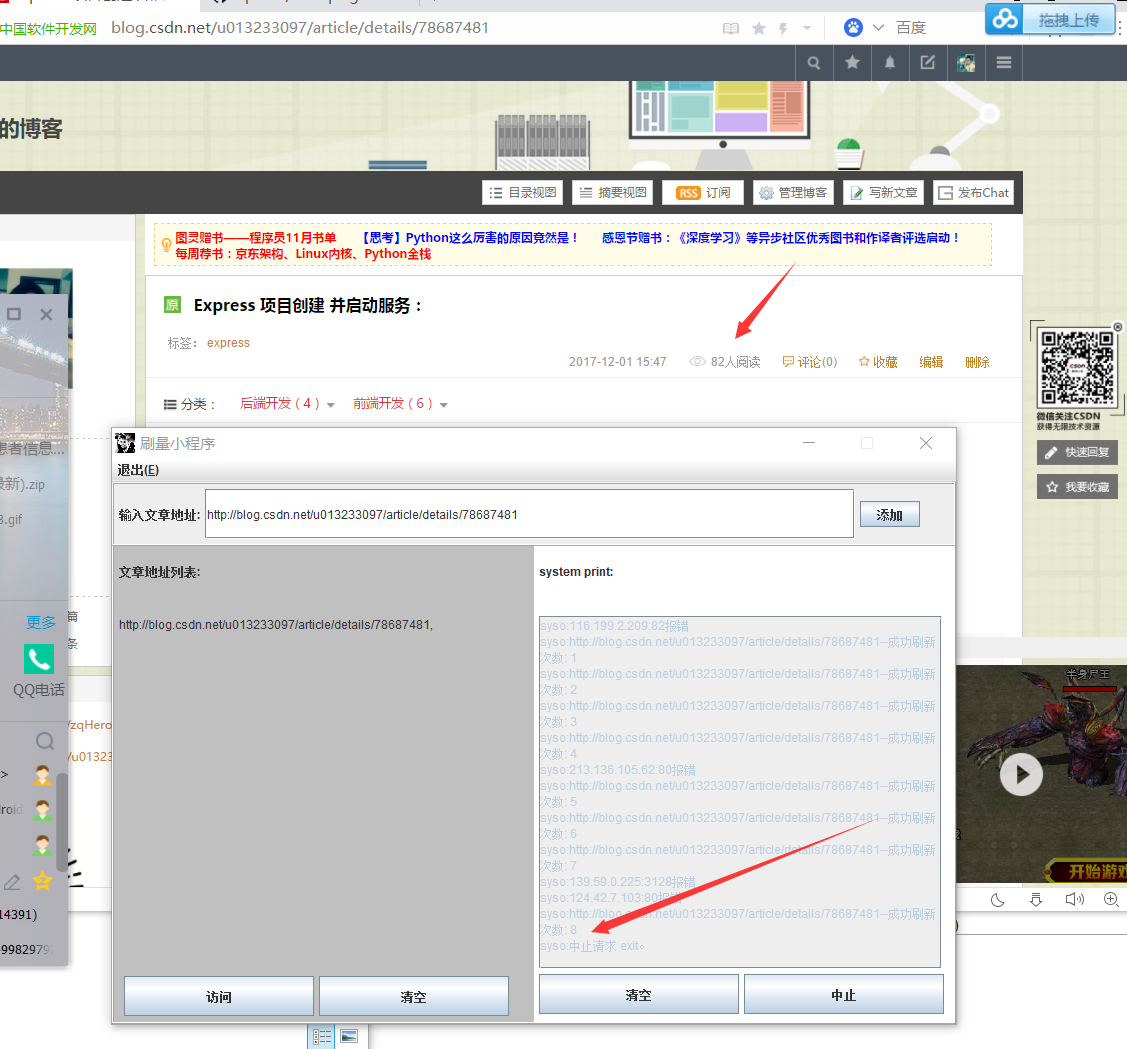 中国软件开发网 blog.csdn.net/u013233097/article/details/78687481 百度 拖拽上传
的博客
目录视图 摘要视图 RSS 订阅 管理博客 写新文章 发布Chat
图灵赠书——程序员11月书单 【思考】Python这么厉害的原因竟然是！ 感恩节赠书：《深度学习》等异步社区优秀图书和作译者评选启动！
每周荐书：京东架构、Linux内核、Python全栈
原 Express 项目创建 并启动服务：
标签： express
2017-12-01 15:47 82人阅读 评论(0) 收藏 编辑 删除
分类： 后端开发（4） 前端开发（6）
CSDN
微信关注CSDN
获得无限技术资源
快速回复
我要收藏
患者信息...
最新).zip
3.gif
更多
篇
条
QQ电话
/zqHero
/u01323
>
droid
14391)
刷量小程序
退出(E)
输入文章地址: http://blog.csdn.net/u013233097/article/details/78687481 添加
文章地址列表:
http://blog.csdn.net/u013233097/article/details/78687481,
访问 清空
system print:
syso:116.199.2.209:82报错
syso:http://blog.csdn.net/u013233097/article/details/78687481--成功刷新
次数: 1
syso:http://blog.csdn.net/u013233097/article/details/78687481--成功刷新
次数: 2
syso:http://blog.csdn.net/u013233097/article/details/78687481--成功刷新
次数: 3
syso:http://blog.csdn.net/u013233097/article/details/78687481--成功刷新
次数: 4
syso:213.136.105.62:80报错
syso:http://blog.csdn.net/u013233097/article/details/78687481--成功刷新
次数: 5
syso:http://blog.csdn.net/u013233097/article/details/78687481--成功刷新
次数: 6
syso:http://blog.csdn.net/u013233097/article/details/78687481--成功刷新
次数: 7
syso:139.59.0.225:3128报错
syso:124.42.7.103:80报错
syso:http://blog.csdn.net/u013233097/article/details/78687481--成功刷新
次数: 8
syso:中止请求 exit。
清空 中止
半身尸王
开始游戏